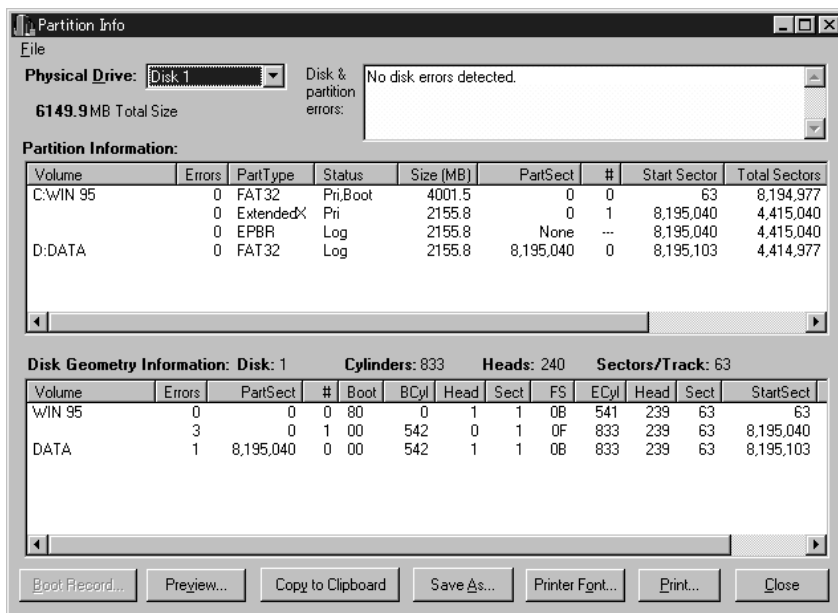 Partition Info
File
Physical Drive: Disk 1
6149.9 MB Total Size
Disk & partition errors:
No disk errors detected.
Partition Information:
Volume Errors PartType Status Size (MB) PartSect # Start Sector Total Sectors
C:WIN 95 0 FAT32 Pri,Boot 4001.5 0 0 63 8,194,977
0 ExtendedX Pri 2155.8 0 1 8,195,040 4,415,040
0 EPBR Log 2155.8 None --- 8,195,040 4,415,040
D:DATA 0 FAT32 Log 2155.8 8,195,040 0 8,195,103 4,414,977
Disk Geometry Information: Disk: 1 Cylinders: 833 Heads: 240 Sectors/Track: 63
Volume Errors PartSect # Boot BCyl Head Sect FS ECyl Head Sect StartSect
WIN 95 0 0 0 80 0 1 1 0B 541 239 63 63
3 0 1 00 542 0 1 0F 833 239 63 8,195,040
DATA 1 8,195,040 0 00 542 1 1 0B 833 239 63 8,195,103
Boot Record... Preview... Copy to Clipboard Save As... Printer Font... Print... Close